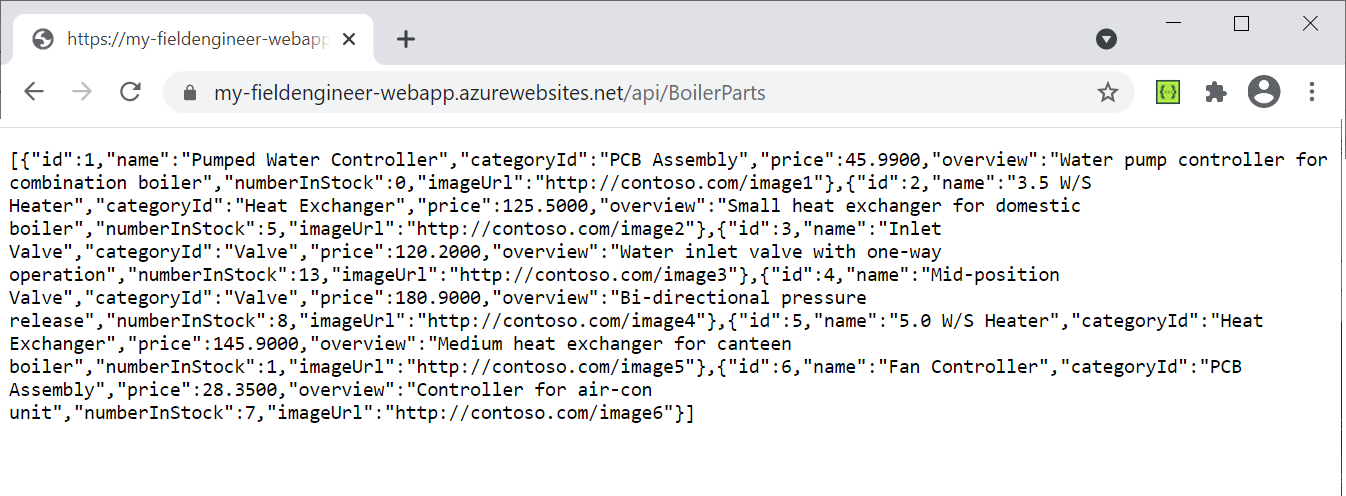 https://my-fieldengineer-webapp
my-fieldengineer-webapp.azurewebsites.net/api/BoilerParts
[{"id":1,"name":"Pumped Water Controller","categoryId":"PCB Assembly","price":45.9900,"overview":"Water pump controller for
combination boiler","numberInStock":0,"imageUrl":"http://contoso.com/image1"},{"id":2,"name":"3.5 W/S
Heater","categoryId":"Heat Exchanger","price":125.5000,"overview":"Small heat exchanger for domestic
boiler","numberInStock":5,"imageUrl":"http://contoso.com/image2"},{"id":3,"name":"Inlet
Valve","categoryId":"Valve","price":120.2000,"overview":"Water inlet valve with one-way
operation","numberInStock":13,"imageUrl":"http://contoso.com/image3"},{"id":4,"name":"Mid-position
Valve","categoryId":"Valve","price":180.9000,"overview":"Bi-directional pressure
release","numberInStock":8,"imageUrl":"http://contoso.com/image4"},{"id":5,"name":"5.0 W/S Heater","categoryId":"Heat
Exchanger","price":145.9000,"overview":"Medium heat exchanger for canteen
boiler","numberInStock":1,"imageUrl":"http://contoso.com/image5"},{"id":6,"name":"Fan Controller","categoryId":"PCB
Assembly","price":28.3500,"overview":"Controller for air-con
unit","numberInStock":7,"imageUrl":"http://contoso.com/image6"}]